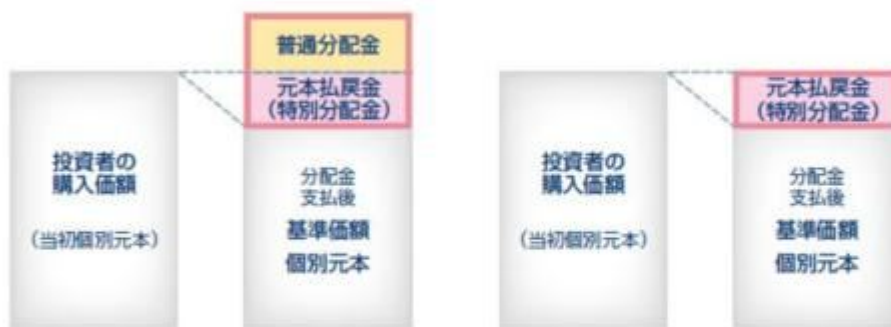 普通分配金
元本払戻金
(特別分配金)
投資者の
購入価額
(当初個別元本)
分配金
支払後
基準価額
個別元本
元本払戻金
(特別分配金)
投資者の
購入価額
(当初個別元本)
分配金
支払後
基準価額
個別元本